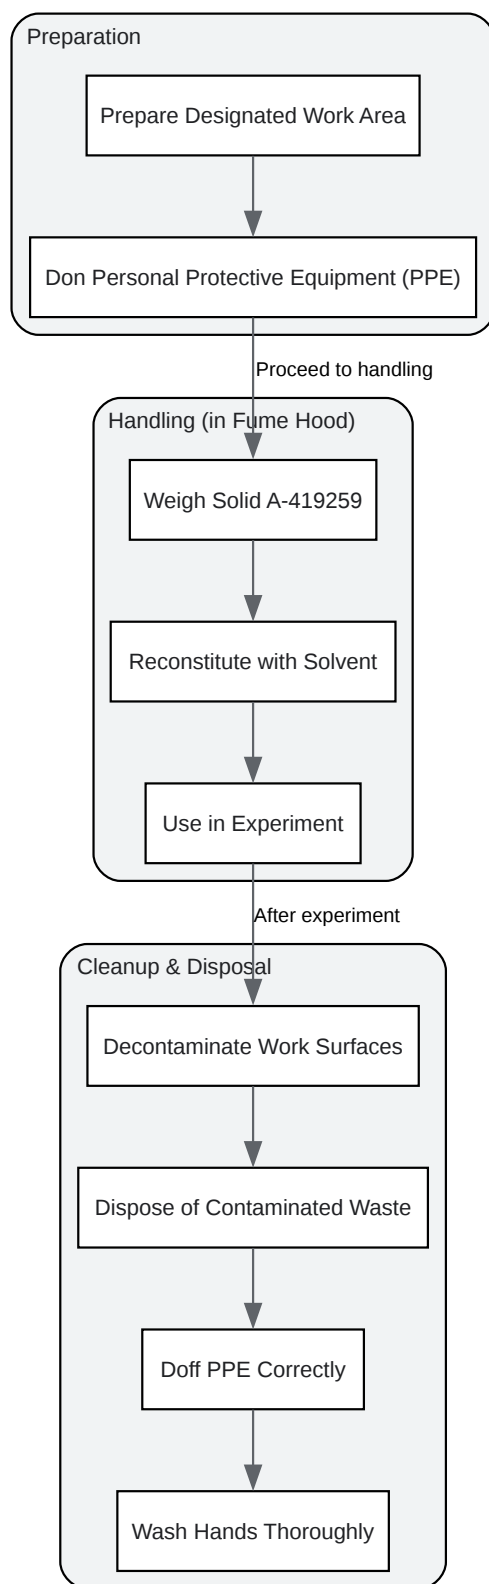 Preparation
Prepare Designated Work Area
Don Personal Protective Equipment (PPE)
Proceed to handling
Handling (in Fume Hood)
Weigh Solid A-419259
Reconstitute with Solvent
Use in Experiment
After experiment
Cleanup & Disposal
Decontaminate Work Surfaces
Dispose of Contaminated Waste
Doff PPE Correctly
Wash Hands Thoroughly